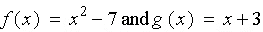 f(x) = x² − 7 and g (x) = x + 3